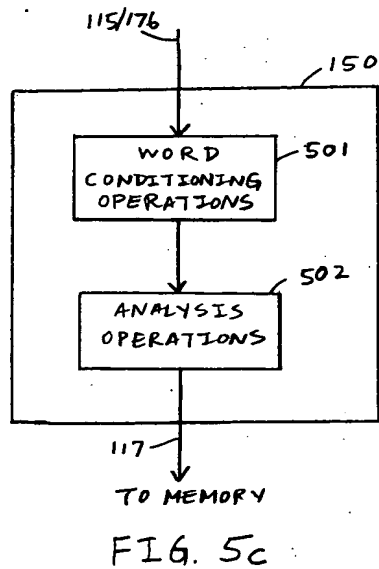 115/176
150
WORD
CONDITIONING
OPERATIONS
501
502
ANALYSIS
OPERATIONS
117
TO MEMORY
FIG. 5c